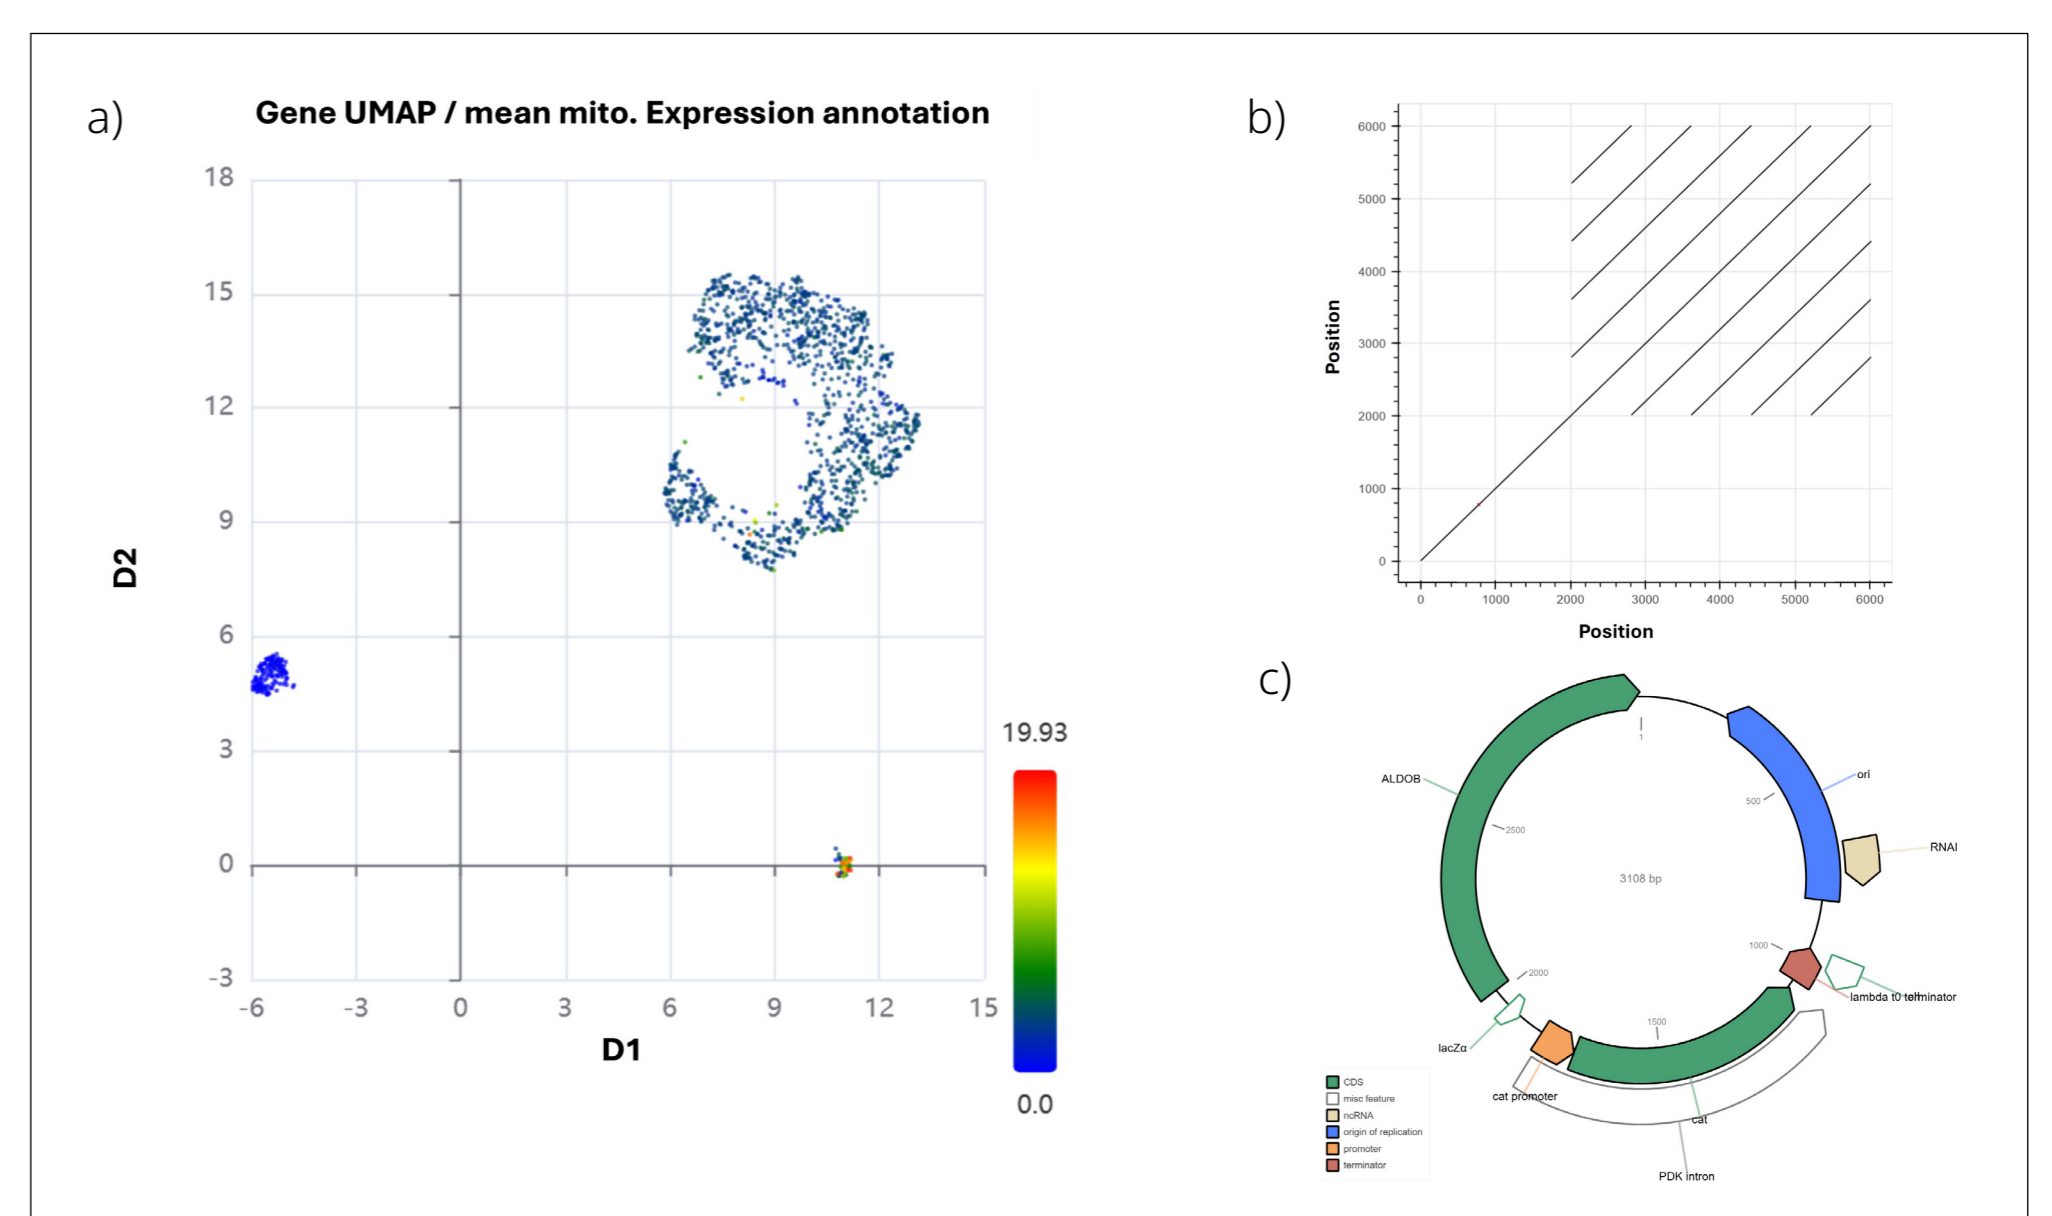 a)
Gene UMAP / mean mito. Expression annotation
18
15
12
9
6
3
0
-3
-6
-3
0
3
6
9
12
15
D2
D1
19.93
0.0
b)
6000
5000
4000
3000
2000
1000
0
0
1000
2000
3000
4000
5000
6000
Position
Position
c)
1
ALDOB
ori
500
2500
RNAI
3108 bp
1000
2000
lambda t0 terminator
1500
lacZα
cat promoter
cat
PDK intron
CDS
misc feature
ncRNA
origin of replication
promoter
terminator